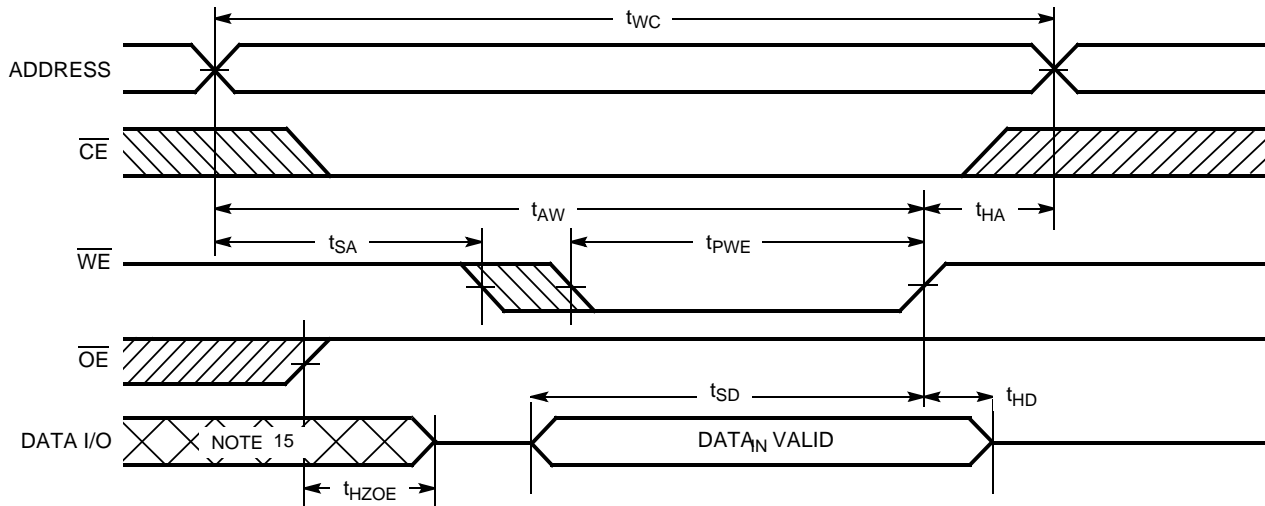 tWC
ADDRESS
CE
tAW
tHA
tSA
tPWE
WE
OE
tSD
tHD
DATA I/O
NOTE 15
DATAIN VALID
tHZOE